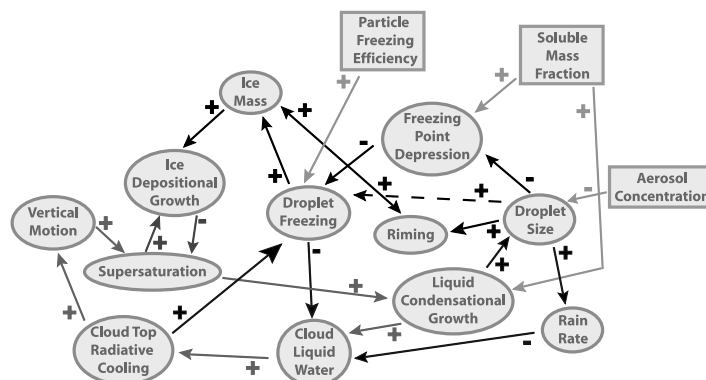 Particle
Freezing
Efficiency
Soluble
Mass
Fraction
+
+
+
Ice
Mass
+
+
Freezing
Point
Depression
-
-
+
+
+
Ice
Depositional
Growth
Droplet
Freezing
Riming
+
Droplet
Size
-
Aerosol
Concentration
Vertical
Motion
+
-
+
Supersaturation
-
+
+
+
Liquid
Condensational
Growth
+
+
Cloud Top
Radiative
Cooling
+
Cloud
Liquid
Water
+
-
Rain
Rate